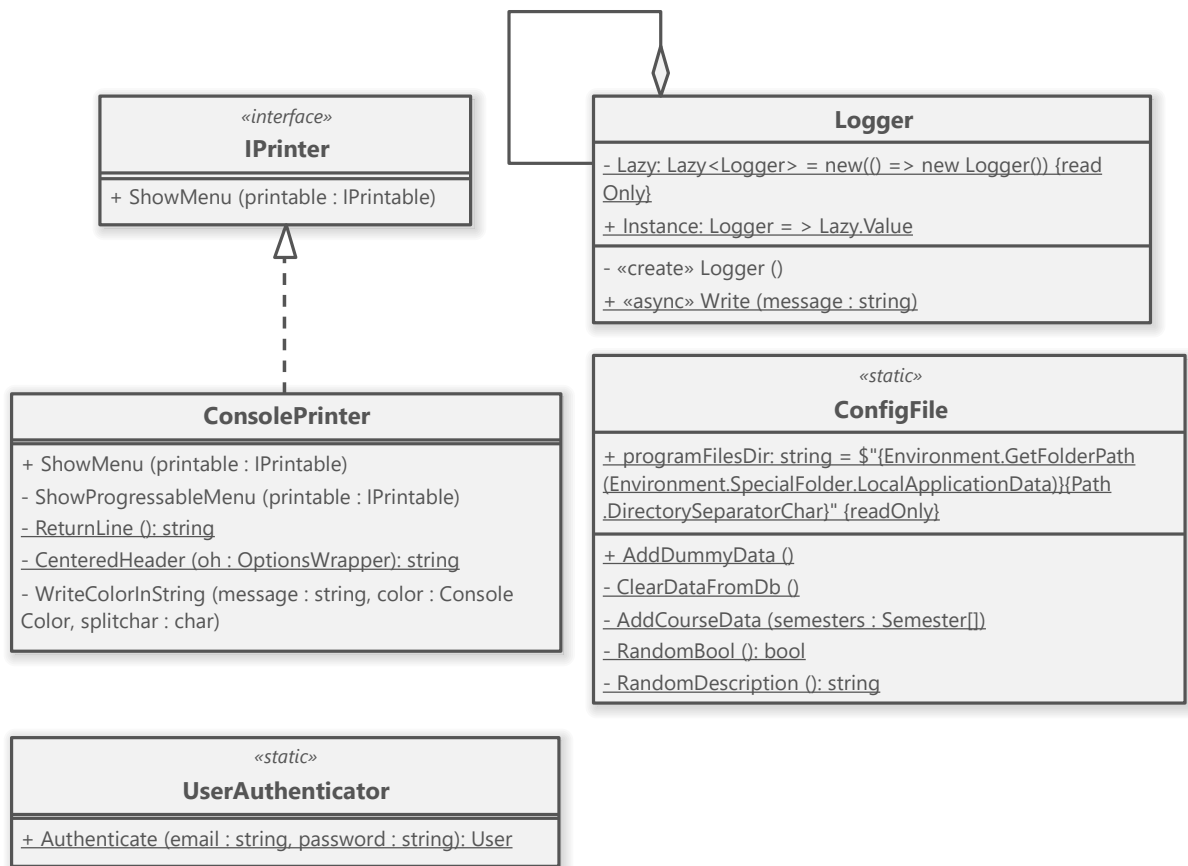 «interface»
IPrinter
+ ShowMenu (printable : IPrintable)
Logger
- Lazy: Lazy<Logger> = new(() => new Logger()) {read
Only}
+ Instance: Logger = > Lazy.Value
- «create» Logger ()
+ «async» Write (message : string)
ConsolePrinter
+ ShowMenu (printable : IPrintable)
- ShowProgressableMenu (printable : IPrintable)
- ReturnLine (): string
- CenteredHeader (oh : OptionsWrapper): string
- WriteColorInString (message : string, color : Console
Color, splitchar : char)
«static»
ConfigFile
+ programFilesDir: string = $"{Environment.GetFolderPath
(Environment.SpecialFolder.LocalApplicationData)}{Path
.DirectorySeparatorChar}" {readOnly}
+ AddDummyData ()
- ClearDataFromDb ()
- AddCourseData (semesters : Semester[])
- RandomBool (): bool
- RandomDescription (): string
«static»
UserAuthenticator
+ Authenticate (email : string, password : string): User